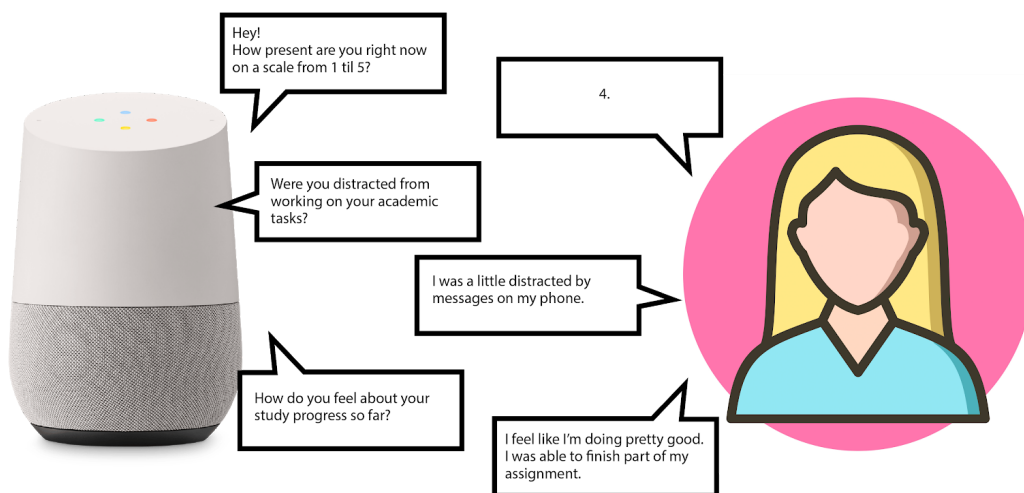 Hey!
How present are you right now
on a scale from 1 til 5?
4.
Were you distracted from
working on your academic
tasks?
I was a little distracted by
messages on my phone.
How do you feel about your
study progress so far?
I feel like I'm doing pretty good.
I was able to finish part of my
assignment.